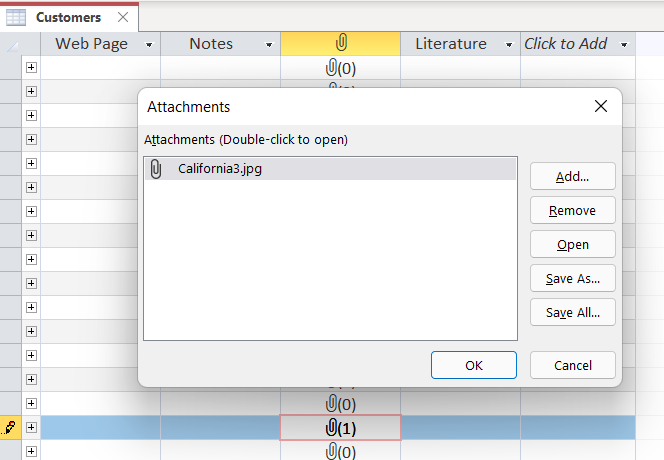 Customers
Web Page Notes Literature Click to Add
(0)
Attachments
Attachments (Double-click to open)
California3.jpg
Add...
Remove
Open
Save As...
Save All...
OK Cancel
(0)
(1)
(0)